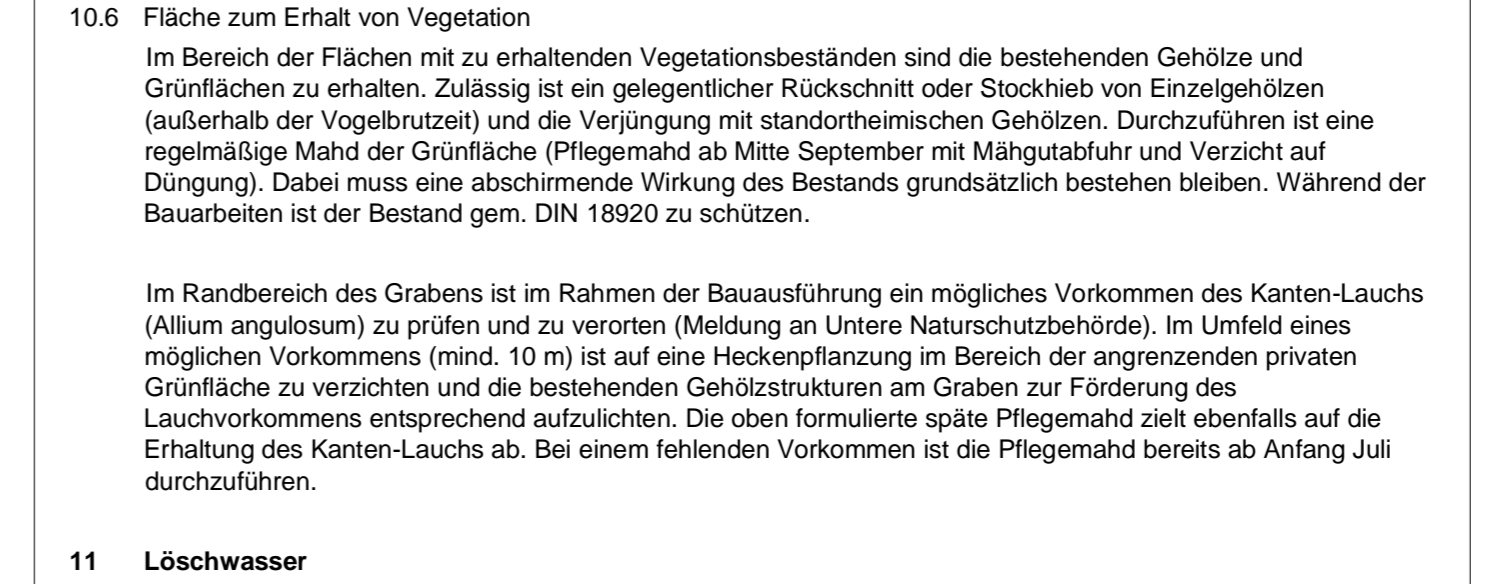 10.6 Fläche zum Erhalt von Vegetation
Im Bereich der Flächen mit zu erhaltenden Vegetationsbeständen sind die bestehenden Gehölze und
Grünflächen zu erhalten. Zulässig ist ein gelegentlicher Rückschnitt oder Stockhieb von Einzelgehölzen
(außerhalb der Vogelbrutzeit) und die Verjüngung mit standortheimischen Gehölzen. Durchzuführen ist eine
regelmäßige Mahd der Grünfläche (Pflegemahd ab Mitte September mit Mähgutabfuhr und Verzicht auf
Düngung). Dabei muss eine abschirmende Wirkung des Bestands grundsätzlich bestehen bleiben. Während der
Bauarbeiten ist der Bestand gem. DIN 18920 zu schützen.
Im Randbereich des Grabens ist im Rahmen der Bauausführung ein mögliches Vorkommen des Kanten-Lauchs
(Allium angulosum) zu prüfen und zu verorten (Meldung an Untere Naturschutzbehörde). Im Umfeld eines
möglichen Vorkommens (mind. 10 m) ist auf eine Heckenpflanzung im Bereich der angrenzenden privaten
Grünfläche zu verzichten und die bestehenden Gehölzstrukturen am Graben zur Förderung des
Lauchvorkommens entsprechend aufzulichten. Die oben formulierte späte Pflegemahd zielt ebenfalls auf die
Erhaltung des Kanten-Lauchs ab. Bei einem fehlenden Vorkommen ist die Pflegemahd bereits ab Anfang Juli
durchzuführen.
11 Löschwasser